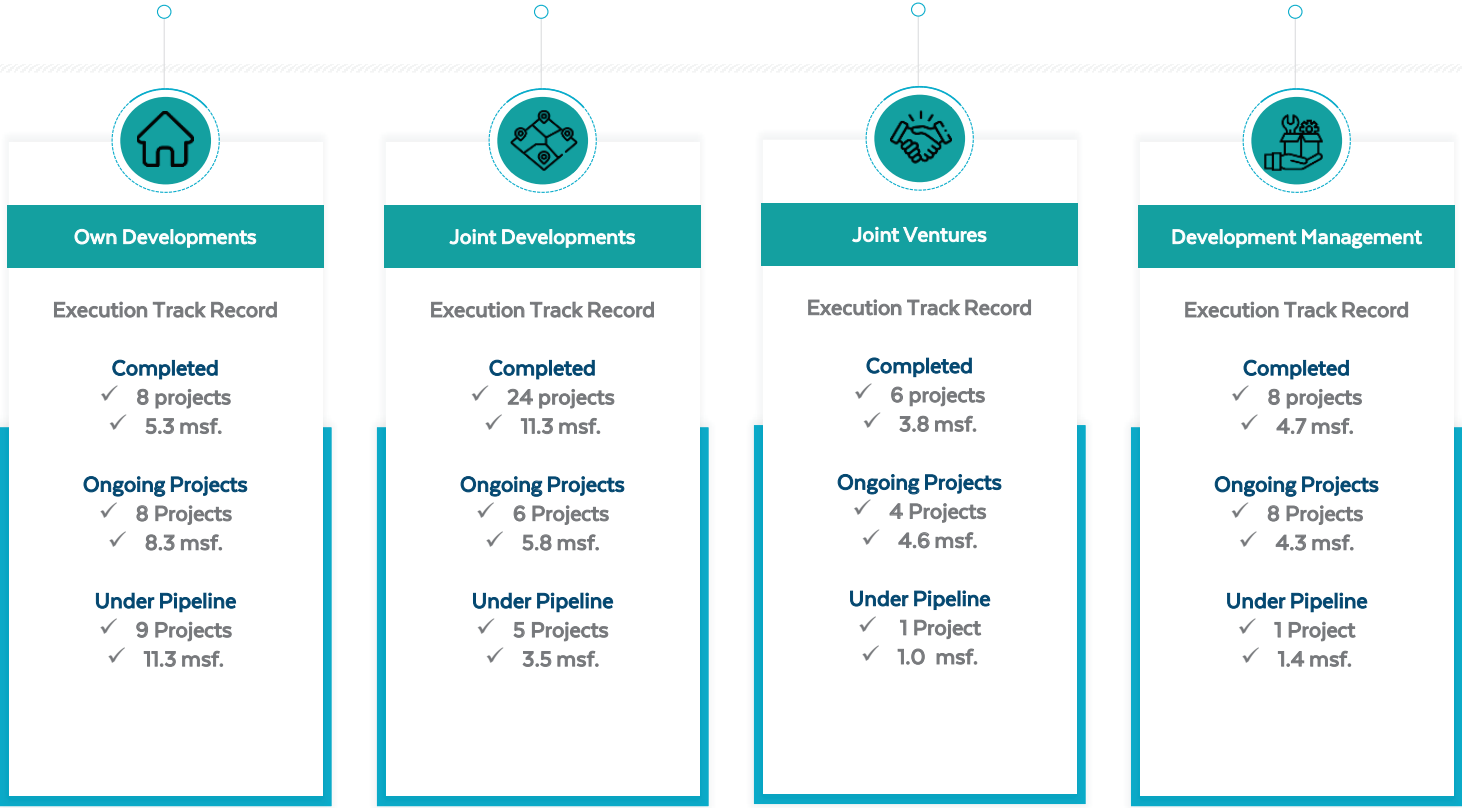 Own Developments
Execution Track Record
Completed
8 projects
5.3 msf.
Ongoing Projects
8 Projects
8.3 msf.
Under Pipeline
9 Projects
11.3 msf.
Joint Developments
Execution Track Record
Completed
24 projects
11.3 msf.
Ongoing Projects
6 Projects
5.8 msf.
Under Pipeline
5 Projects
3.5 msf.
Joint Ventures
Execution Track Record
Completed
6 projects
3.8 msf.
Ongoing Projects
4 Projects
4.6 msf.
Under Pipeline
1 Project
1.0 msf.
Development Management
Execution Track Record
Completed
8 projects
4.7 msf.
Ongoing Projects
8 Projects
4.3 msf.
Under Pipeline
1 Project
1.4 msf.